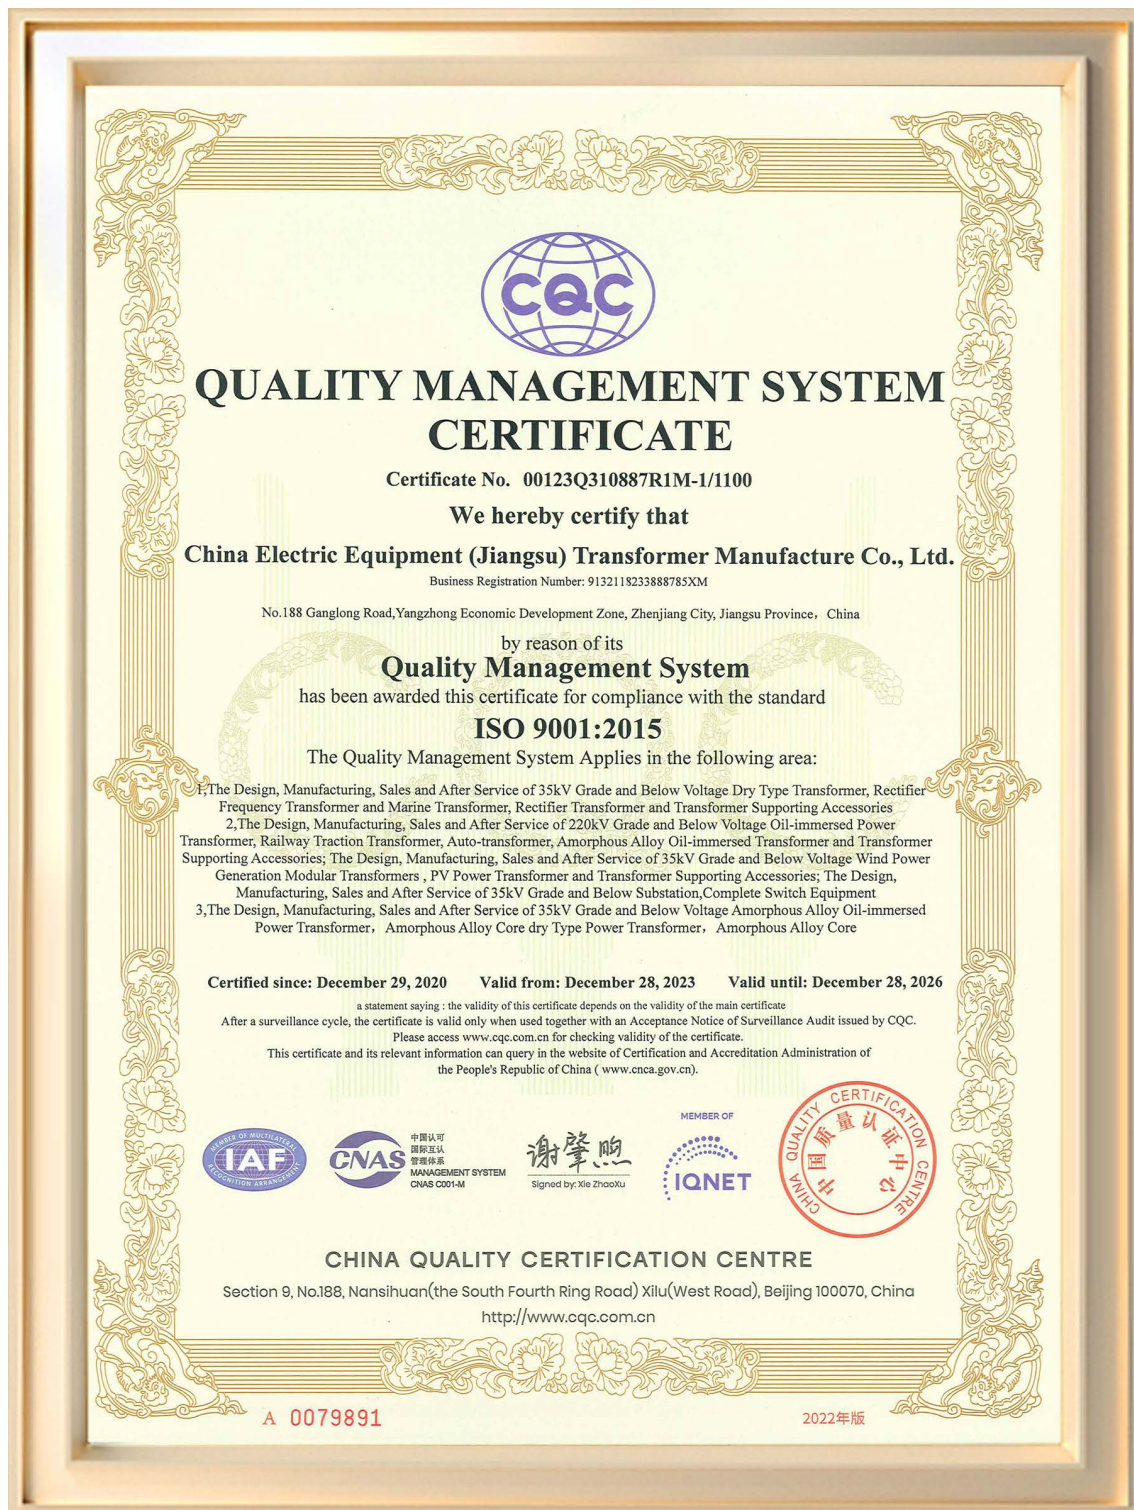 CQC
QUALITY MANAGEMENT SYSTEM
CERTIFICATE
Certificate No. 00123Q310887R1M-1/1100
We hereby certify that
China Electric Equipment (Jiangsu) Transformer Manufacture Co., Ltd.
Business Registration Number: 9132118233888785XM
No.188 Ganglong Road,Yangzhong Economic Development Zone, Zhenjiang City, Jiangsu Province，China
by reason of its
Quality Management System
has been awarded this certificate for compliance with the standard
ISO 9001:2015
The Quality Management System Applies in the following area:
1,The Design, Manufacturing, Sales and After Service of 35kV Grade and Below Voltage Dry Type Transformer, Rectifier
Frequency Transformer and Marine Transformer, Rectifier Transformer and Transformer Supporting Accessories
2,The Design, Manufacturing, Sales and After Service of 220kV Grade and Below Voltage Oil-immersed Power
Transformer, Railway Traction Transformer, Auto-transformer, Amorphous Alloy Oil-immersed Transformer and Transformer
Supporting Accessories; The Design, Manufacturing, Sales and After Service of 35kV Grade and Below Voltage Wind Power
Generation Modular Transformers , PV Power Transformer and Transformer Supporting Accessories; The Design,
Manufacturing, Sales and After Service of 35kV Grade and Below Substation,Complete Switch Equipment
3,The Design, Manufacturing, Sales and After Service of 35kV Grade and Below Voltage Amorphous Alloy Oil-immersed
Power Transformer，Amorphous Alloy Core dry Type Power Transformer，Amorphous Alloy Core
Certified since: December 29, 2020 Valid from: December 28, 2023 Valid until: December 28, 2026
a statement saying : the validity of this certificate depends on the validity of the main certificate
After a surveillance cycle, the certificate is valid only when used together with an Acceptance Notice of Surveillance Audit issued by CQC.
Please access www.cqc.com.cn for checking validity of the certificate.
This certificate and its relevant information can query in the website of Certification and Accreditation Administration of
the People's Republic of China ( www.cnca.gov.cn).
MEMBER OF MULTILATERAL
IAF
RECOGNITION ARRANGEMENT
CNAS
中国认可
国际互认
管理体系
MANAGEMENT SYSTEM
CNAS C001-M
谢肇煦
Signed by: Xie ZhaoXu
MEMBER OF
IQNET
CHINA QUALITY CERTIFICATION CENTRE
中国质量认证中心
CHINA QUALITY CERTIFICATION CENTRE
Section 9, No.188, Nansihuan(the South Fourth Ring Road) Xilu(West Road), Beijing 100070, China
http://www.cqc.com.cn
A 0079891
2022年版